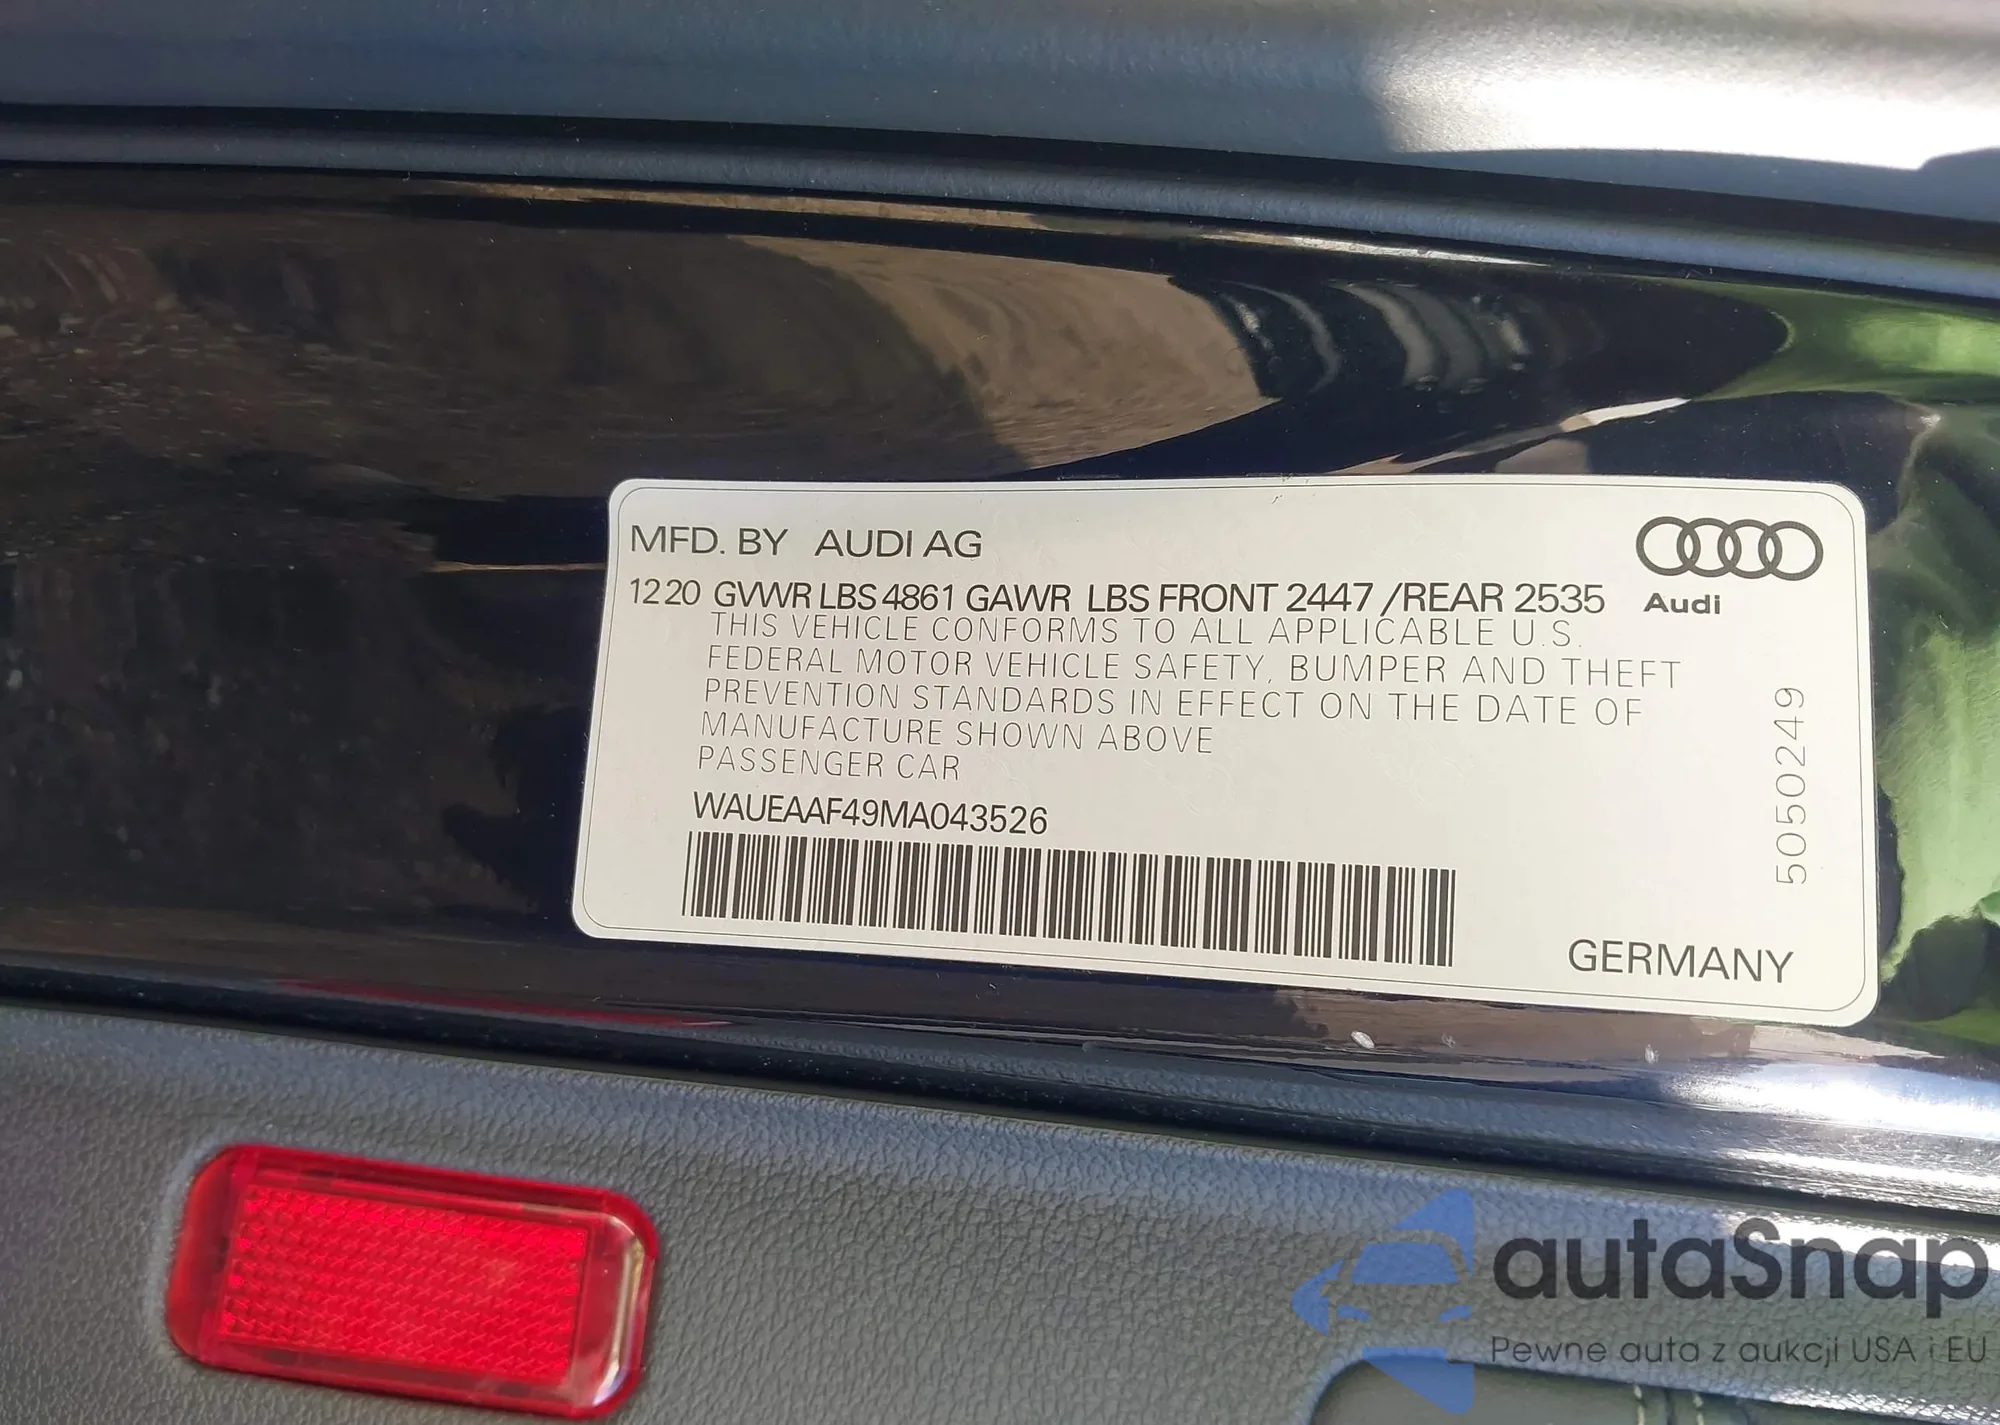 MFD. BY AUDI AG
1220 GVWR LBS 4861 GAWR LBS FRONT 2447 /REAR 2535
Audi
THIS VEHICLE CONFORMS TO ALL APPLICABLE U.S.
FEDERAL MOTOR VEHICLE SAFETY, BUMPER AND THEFT
PREVENTION STANDARDS IN EFFECT ON THE DATE OF
MANUFACTURE SHOWN ABOVE
PASSENGER CAR
WAUEAAF49MA043526
5050249
GERMANY
autaSnap
Pewne auta z aukcji USA i EU